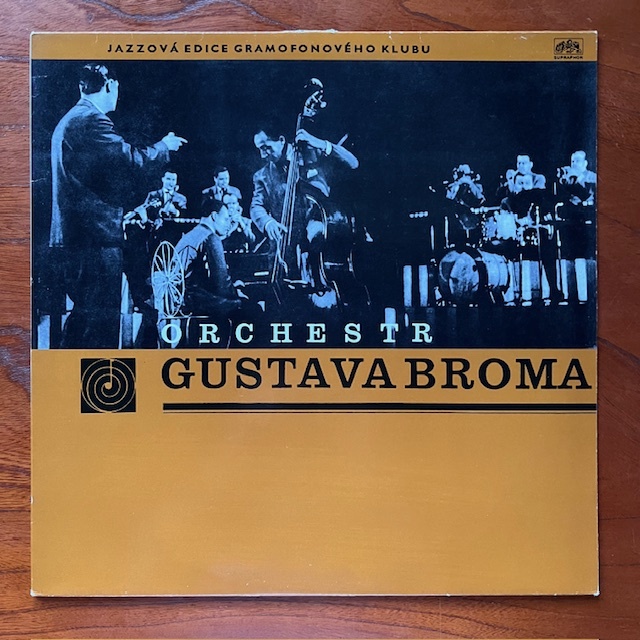 JAZZOVÁ EDICE GRAMOFONOVÉHO KLUBU
SUPRAPHON
ORCHESTR
GUSTAVA BROMA